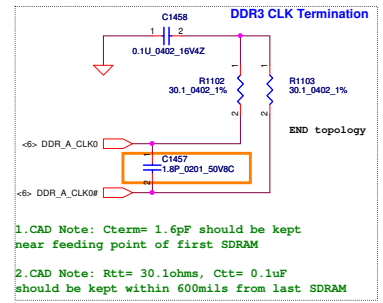 DDR3 CLK Termination
C1458
1 2
0.1U_0402_16V4Z
1 1
R1102 R1103
30.1_0402_1% 30.1_0402_1%
2 2
END topology
<6> DDR_A_CLK0
1
C1457
1.8P_0201_50V8C
2
<6> DDR_A_CLK0#
1.CAD Note: Cterm= 1.6pF should be kept
near feeding point of first SDRAM
2.CAD Note: Rtt= 30.1ohms, Ctt= 0.1uF
should be kept within 600mils from last SDRAM